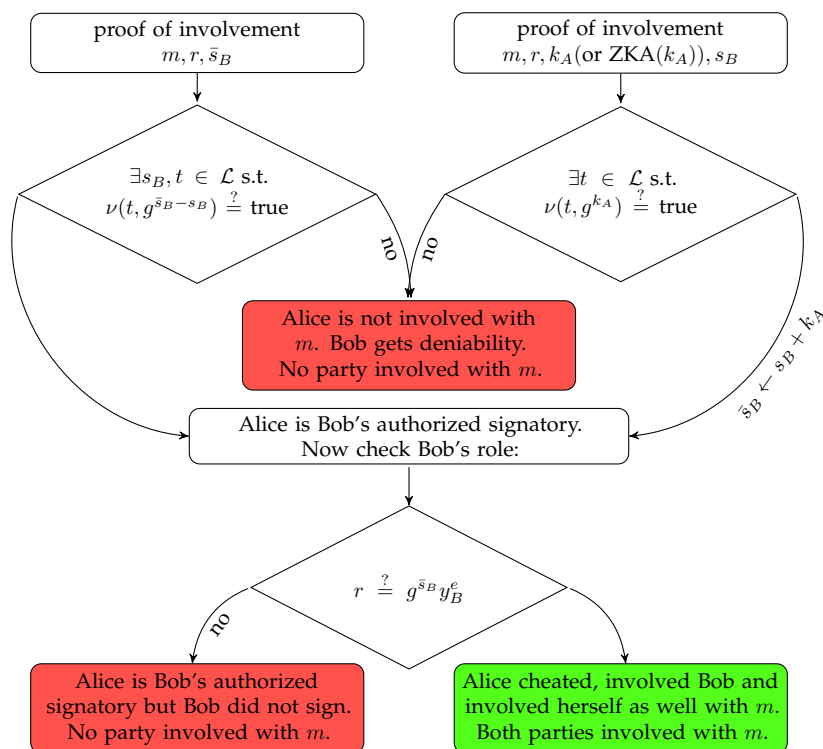 proof of involvement
m, r, s̄_B
proof of involvement
m, r, k_A(or ZKA(k_A)), s_B
∃s_B, t ∈ ℒ s.t.
ν(t, g^{s̄_B−s_B}) ≟ true
∃t ∈ ℒ s.t.
ν(t, g^{k_A}) ≟ true
no
no
Alice is not involved with
m. Bob gets deniability.
No party involved with m.
s̄_B ← s_B + k_A
Alice is Bob's authorized signatory.
Now check Bob's role:
r ≟ g^{s̄_B} y_B^e
no
Alice is Bob's authorized
signatory but Bob did not sign.
No party involved with m.
Alice cheated, involved Bob and
involved herself as well with m.
Both parties involved with m.